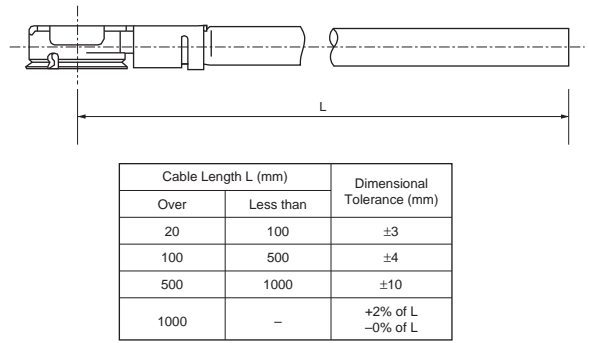 L
Cable Length L (mm)
Dimensional
Tolerance (mm)
Over
Less than
20
100
±3
100
500
±4
500
1000
±10
1000
–
+2% of L
–0% of L